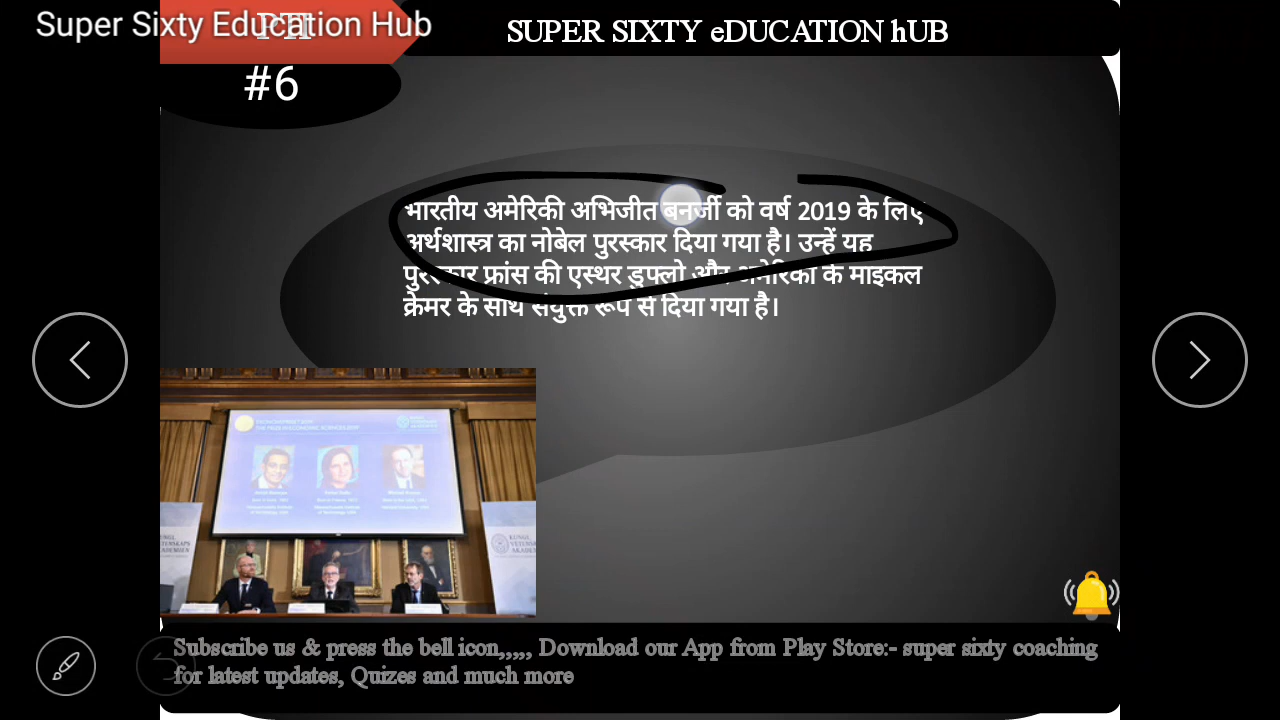 Super Sixty Education Hub
SUPER SIXTY eDUCATION hUB
#6
भारतीय अमेरिकी अभिजीत बनर्जी को वर्ष 2019 के लिए
अर्थशास्त्र का नोबेल पुरस्कार दिया गया है। उन्हें यह
पुरस्कार फ्रांस की एस्थर डुफ्लो और अमेरिका के माइकल
क्रेमर के साथ संयुक्त रूप से दिया गया है।
Subscribe us & press the bell icon,,,,, Download our App from Play Store:- super sixty coaching
for latest updates, Quizes and much more